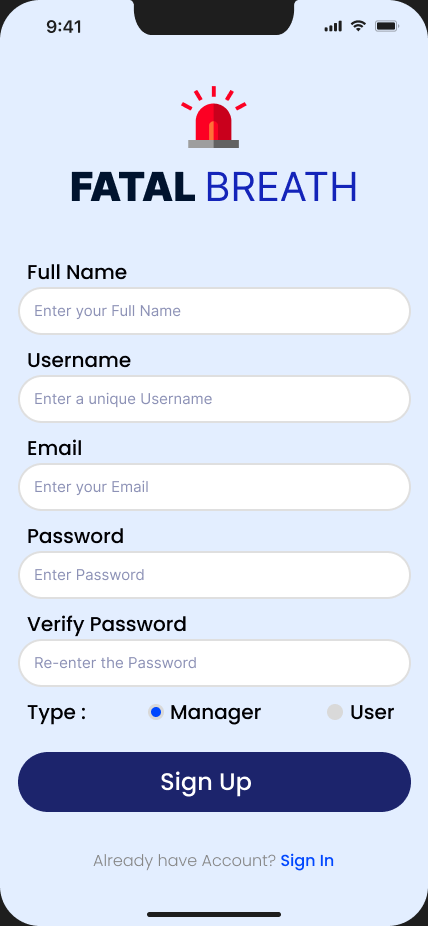 9:41
FATAL BREATH
Full Name
Enter your Full Name
Username
Enter a unique Username
Email
Enter your Email
Password
Enter Password
Verify Password
Re-enter the Password
Type : Manager User
Sign Up
Already have Account? Sign In